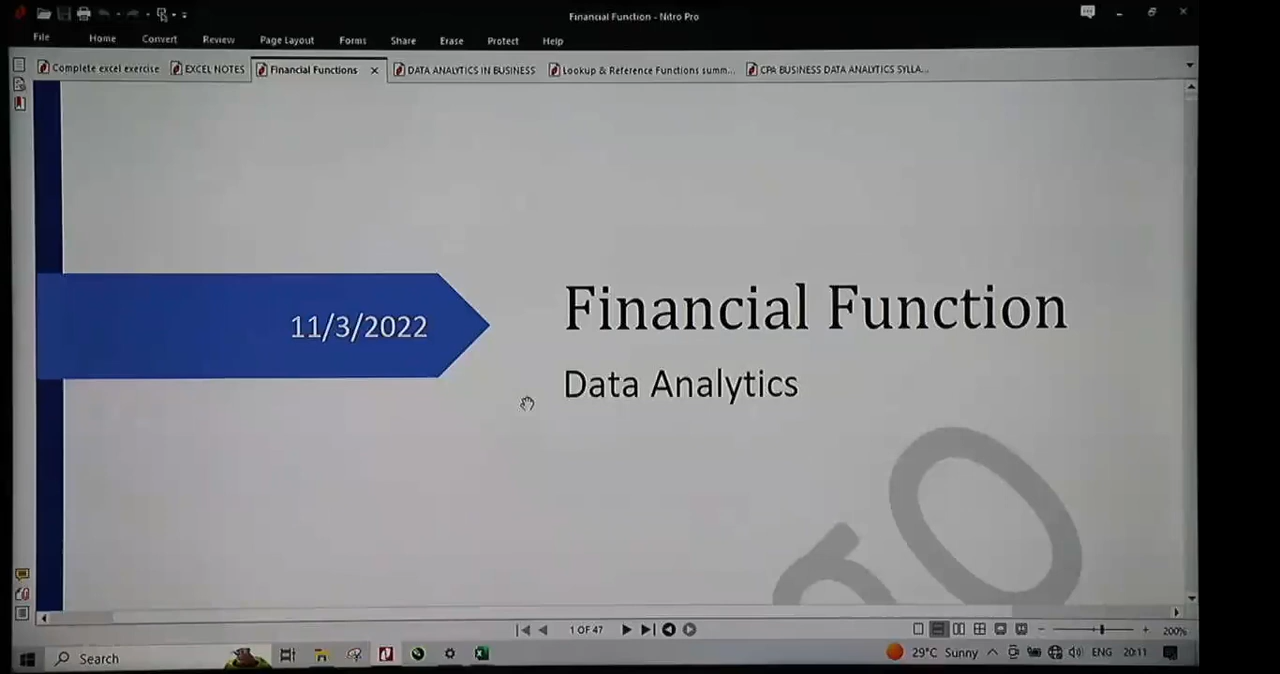 Financial Function - Nitro Pro
File Home Convert Review Page Layout Forms Share Erase Protect Help
Complete excel exercise EXCEL NOTES Financial Functions DATA ANALYTICS IN BUSINESS Lookup & Reference Functions summ... CPA BUSINESS DATA ANALYTICS SYLLA...
11/3/2022
Financial Function
Data Analytics
1 OF 47
200%
Search
29°C Sunny
ENG
20:11